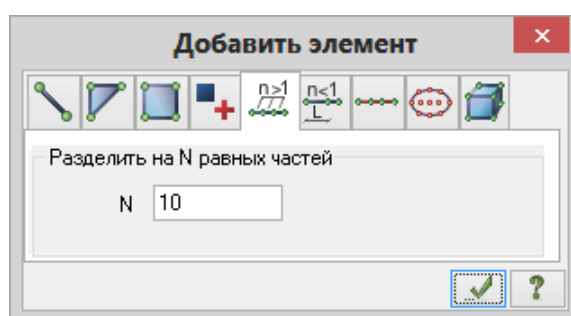 Добавить элемент
n>1
n<1
L
Разделить на N равных частей
N 10
?